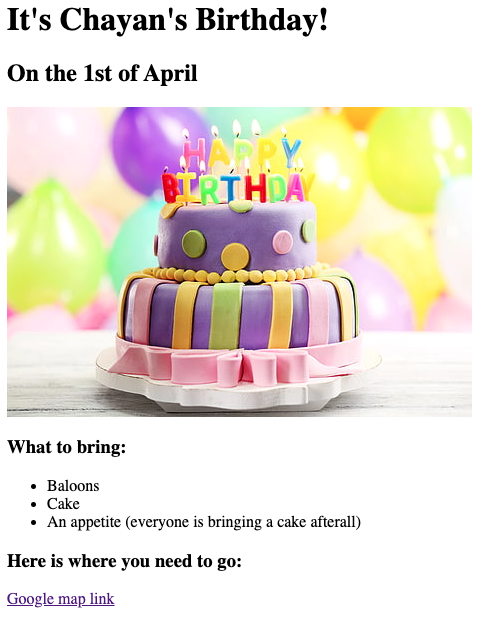 It's Chayan's Birthday!
On the 1st of April
HAPPY
BIRTHDAY
What to bring:
Baloons
Cake
An appetite (everyone is bringing a cake afterall)
Here is where you need to go:
Google map link